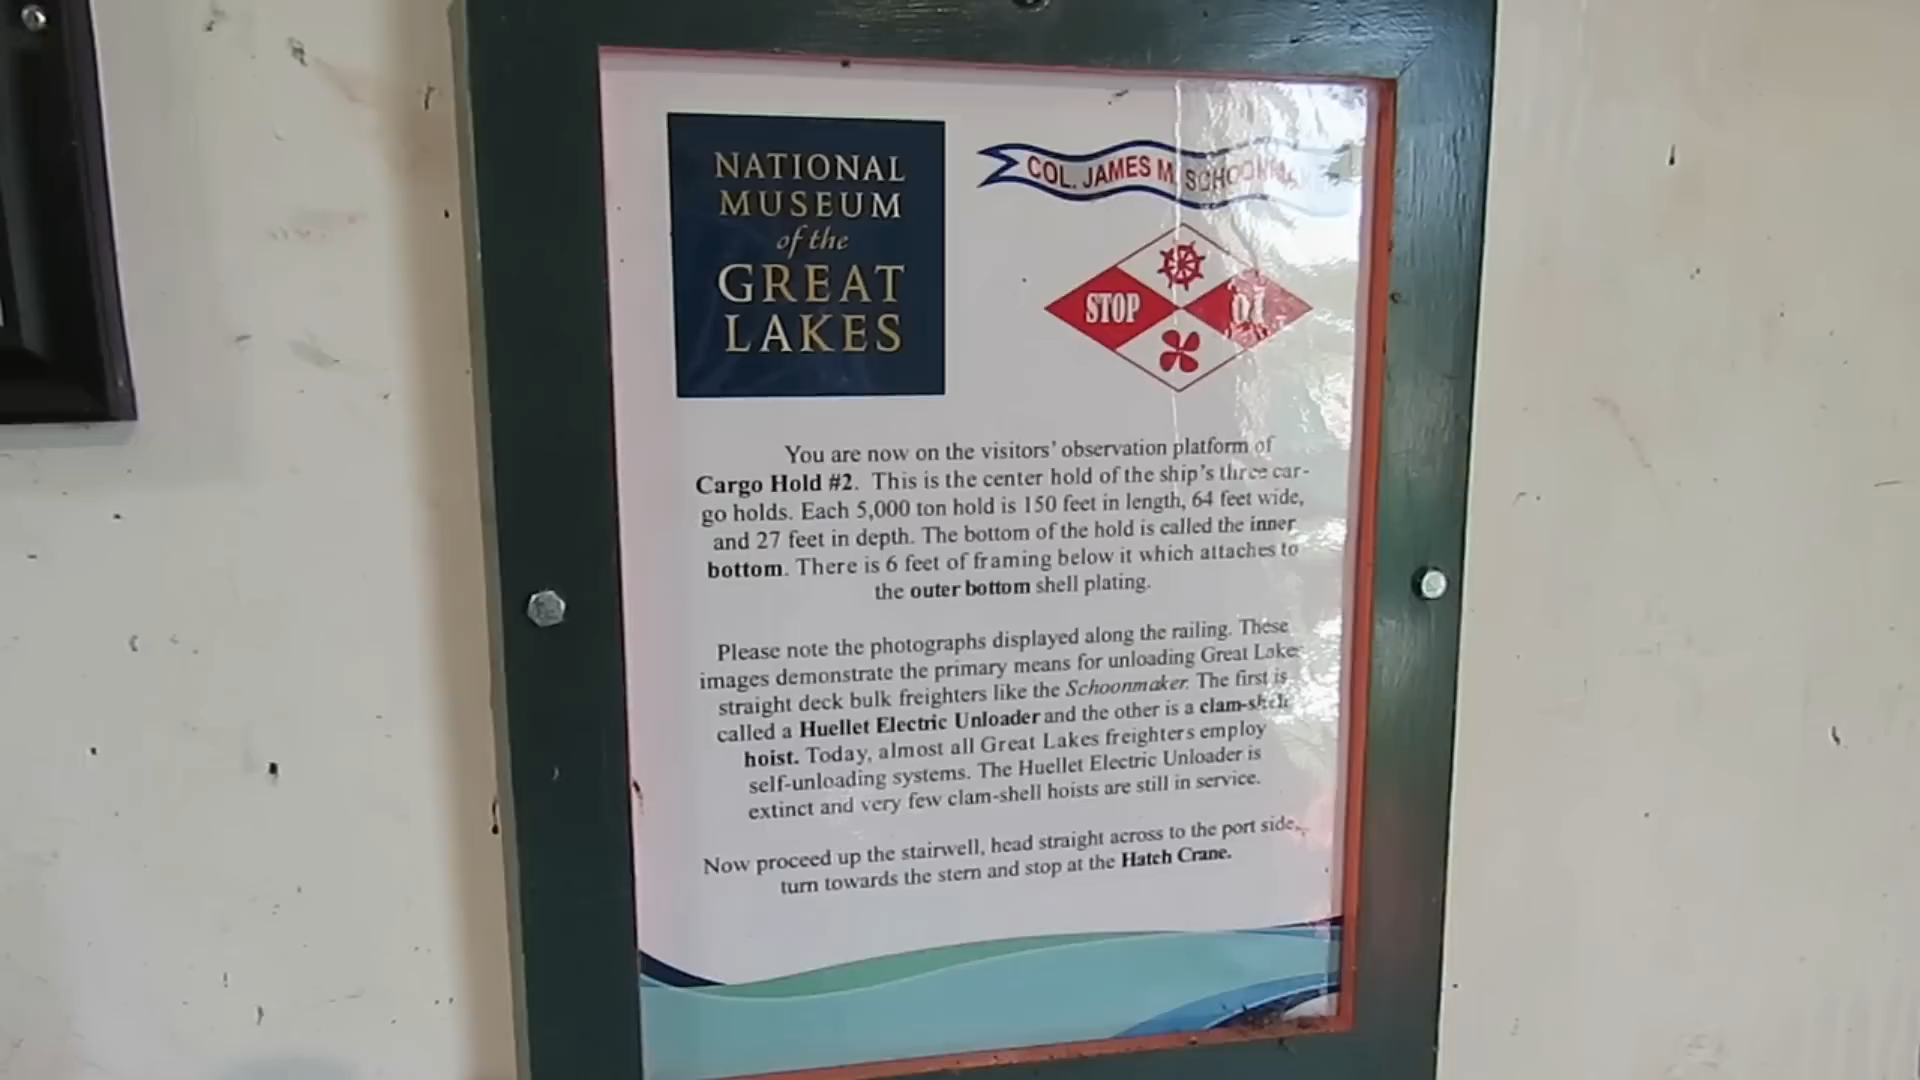 NATIONAL
MUSEUM
of the
GREAT
LAKES
COL. JAMES M. SCHOONMAKER
STOP
07
You are now on the visitors' observation platform of
Cargo Hold #2. This is the center hold of the ship's three car-
go holds. Each 5,000 ton hold is 150 feet in length, 64 feet wide,
and 27 feet in depth. The bottom of the hold is called the inner
bottom. There is 6 feet of framing below it which attaches to
the outer bottom shell plating.
Please note the photographs displayed along the railing. These
images demonstrate the primary means for unloading Great Lakes
straight deck bulk freighters like the Schoonmaker. The first is
called a Huellet Electric Unloader and the other is a clam-shell
hoist. Today, almost all Great Lakes freighters employ
self-unloading systems. The Huellet Electric Unloader is
extinct and very few clam-shell hoists are still in service.
Now proceed up the stairwell, head straight across to the port side,
turn towards the stern and stop at the Hatch Crane.